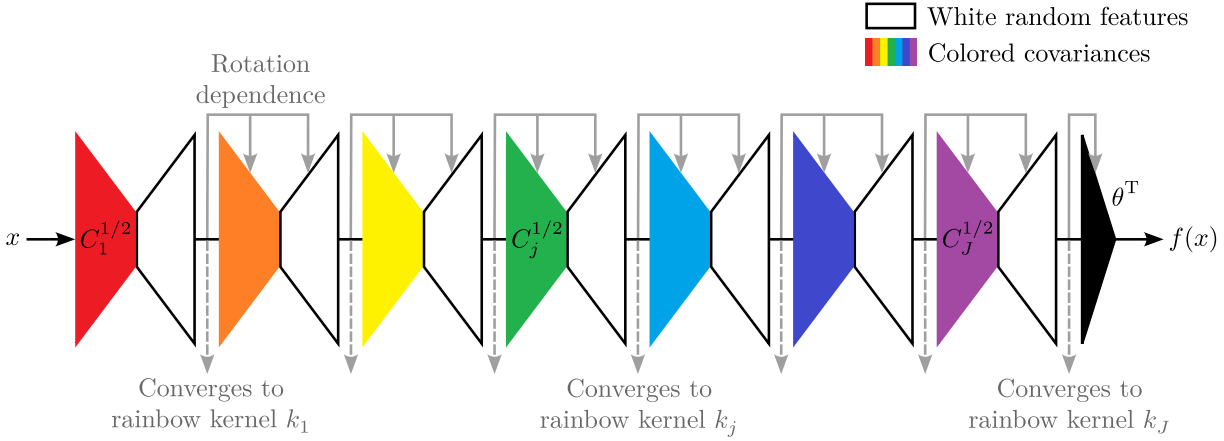 White random features
Colored covariances
Rotation
dependence
x
C_1^{1/2}
C_j^{1/2}
C_J^{1/2}
θ^T
f(x)
Converges to
rainbow kernel k_1
Converges to
rainbow kernel k_j
Converges to
rainbow kernel k_J